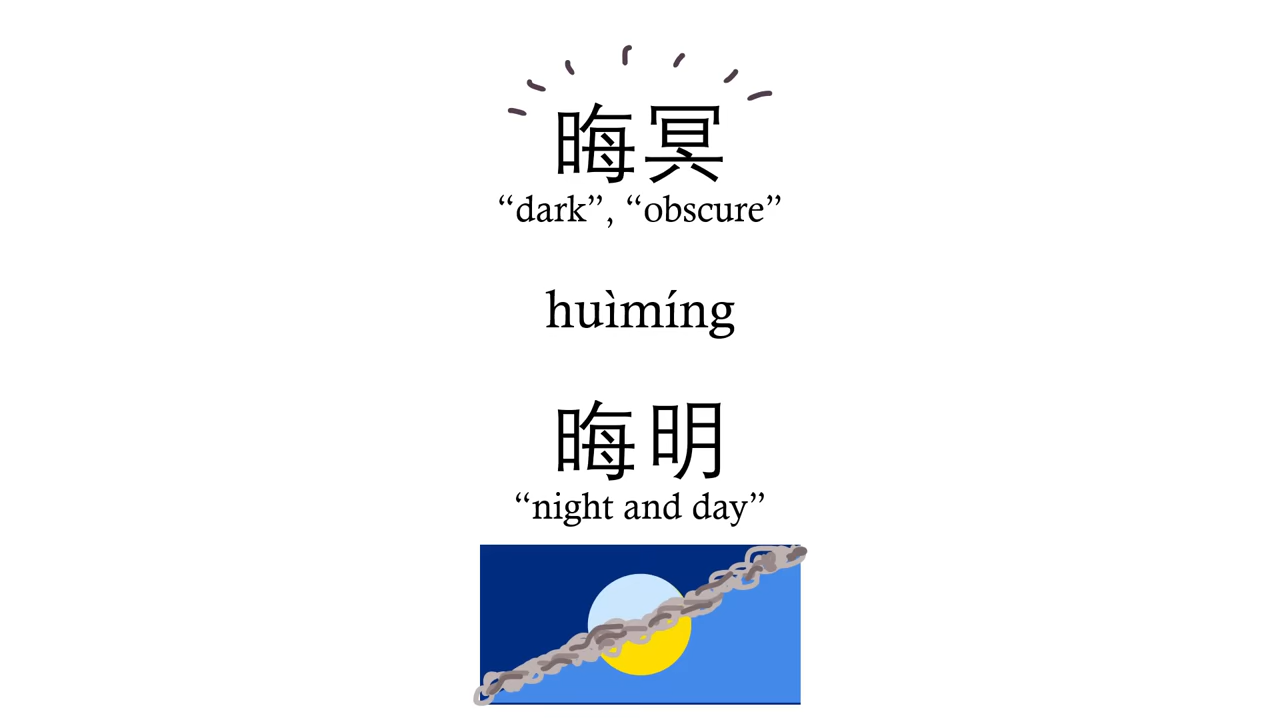 晦冥
“dark”, “obscure”
huìmíng
晦明
“night and day”